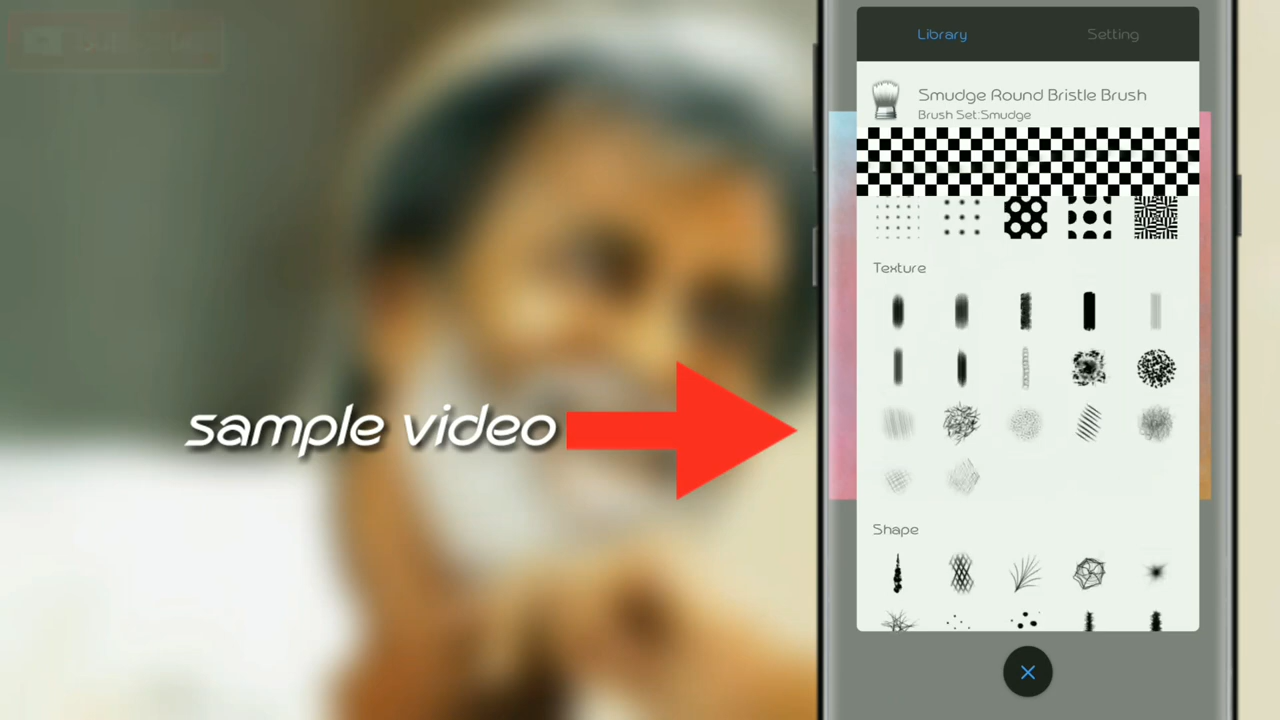 Library
Setting
Smudge Round Bristle Brush
Brush Set:Smudge
sample video
Texture
Shape